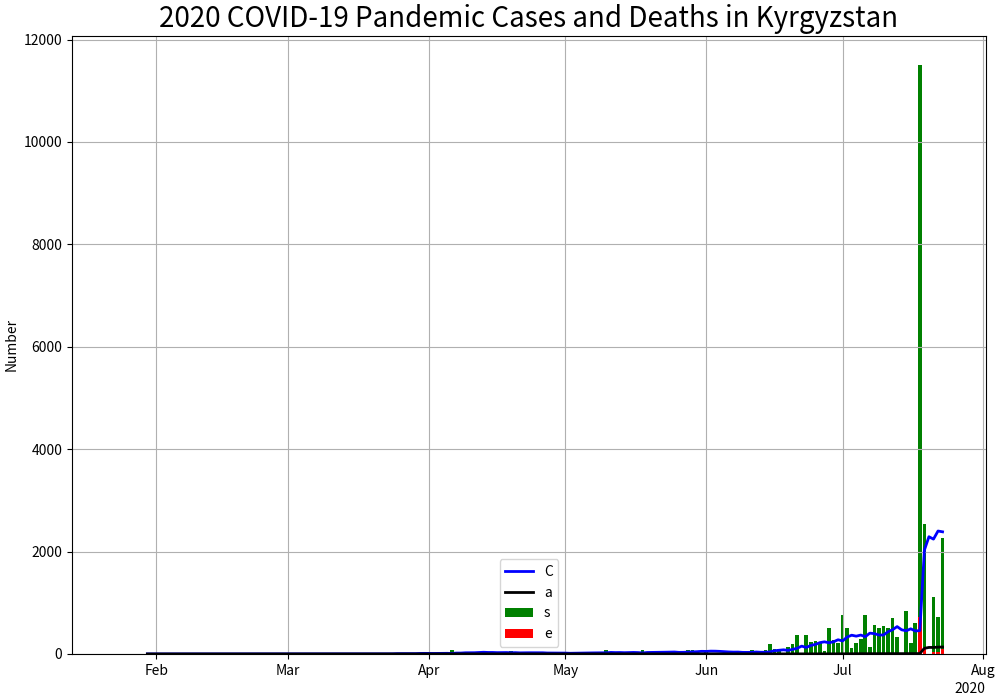 2020 COVID-19 Pandemic Cases and Deaths in Kyrgyzstan
12000
10000
8000
6000
4000
2000
0
Number
C
a
s
e
Feb
Mar
Apr
May
Jun
Jul
Aug
2020